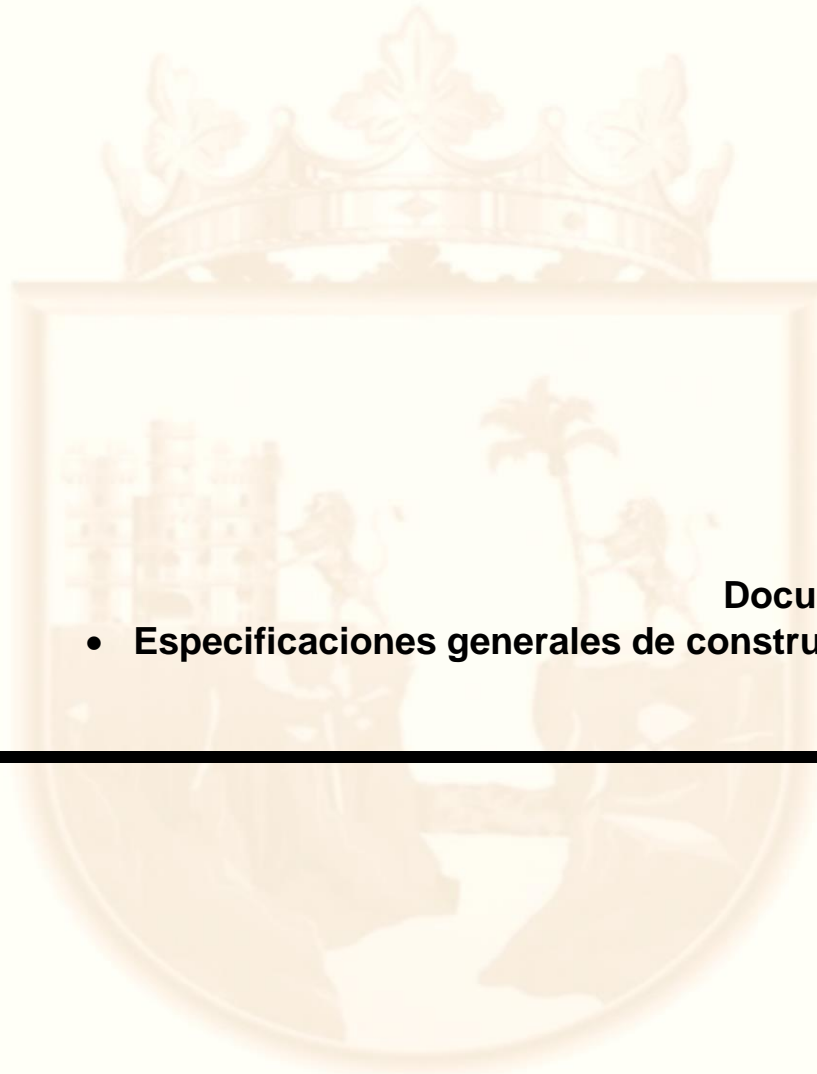 Docu
• Especificaciones generales de constru